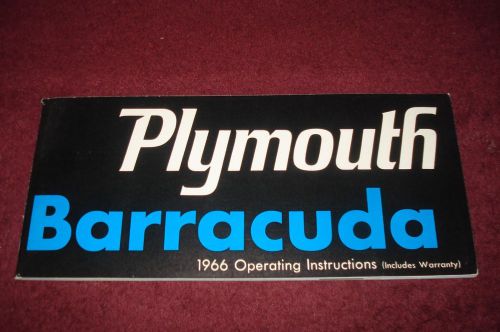 Plymouth
Barracuda
1966 Operating Instructions (Includes Warranty)